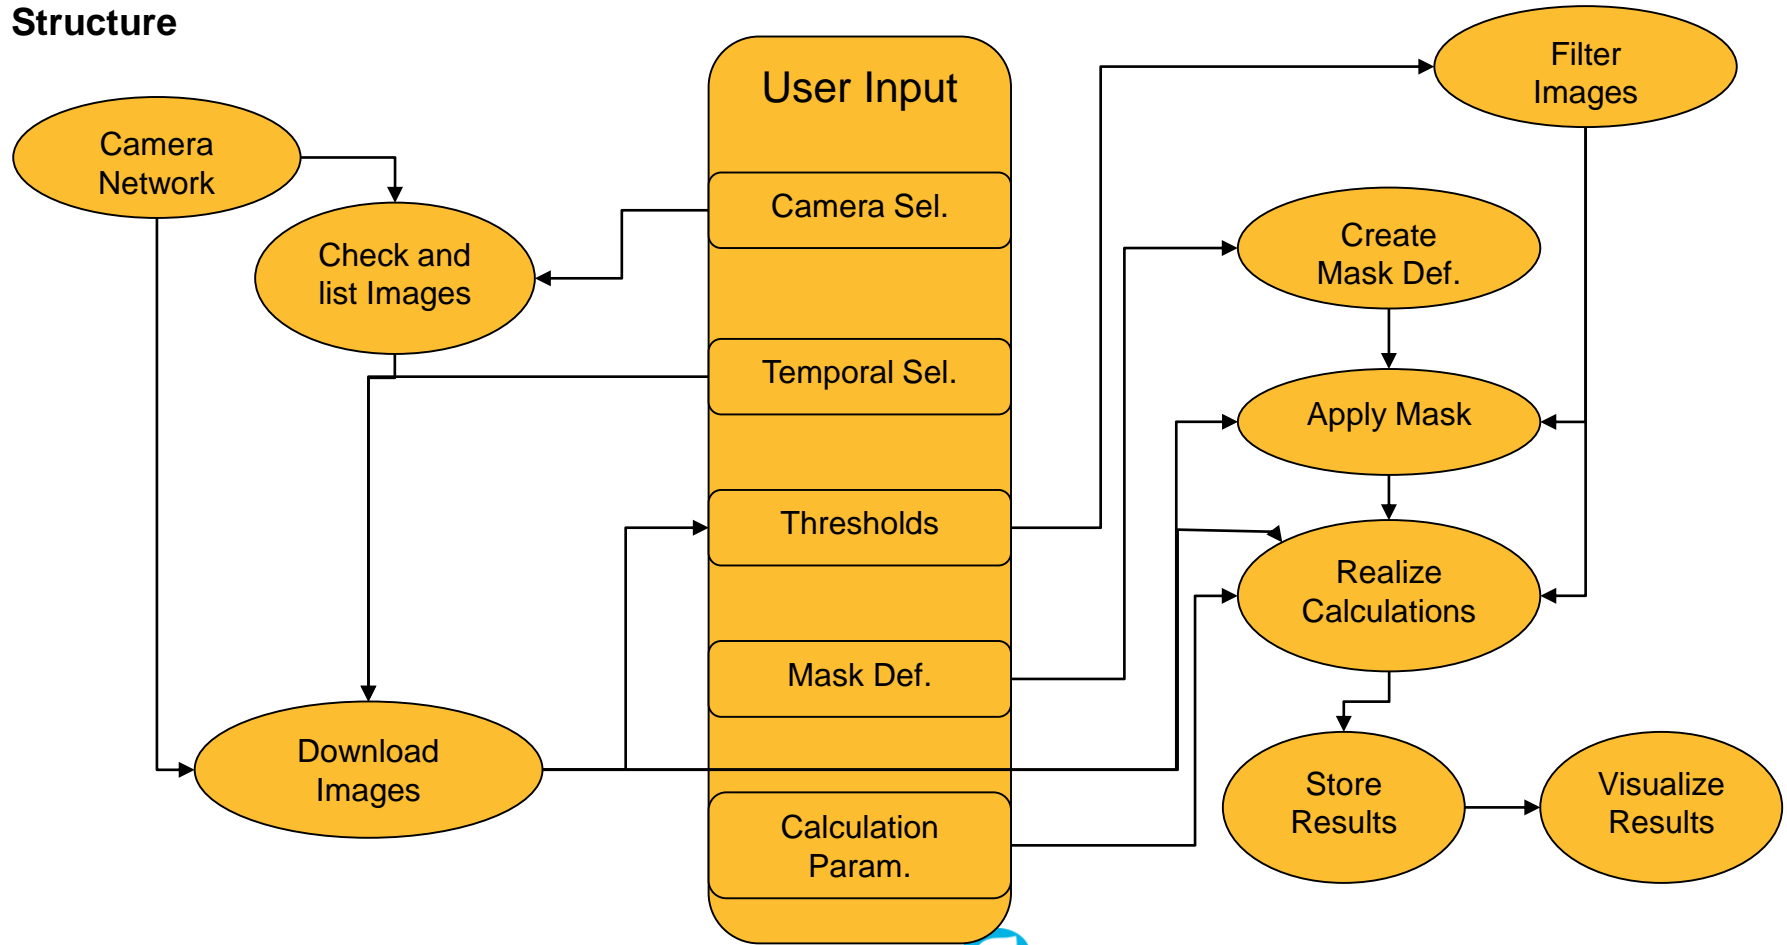 Structure
Camera
Network
Check and
list Images
Download
Images
User Input
Camera Sel.
Temporal Sel.
Thresholds
Mask Def.
Calculation
Param.
Filter
Images
Create
Mask Def.
Apply Mask
Realize
Calculations
Store
Results
Visualize
Results